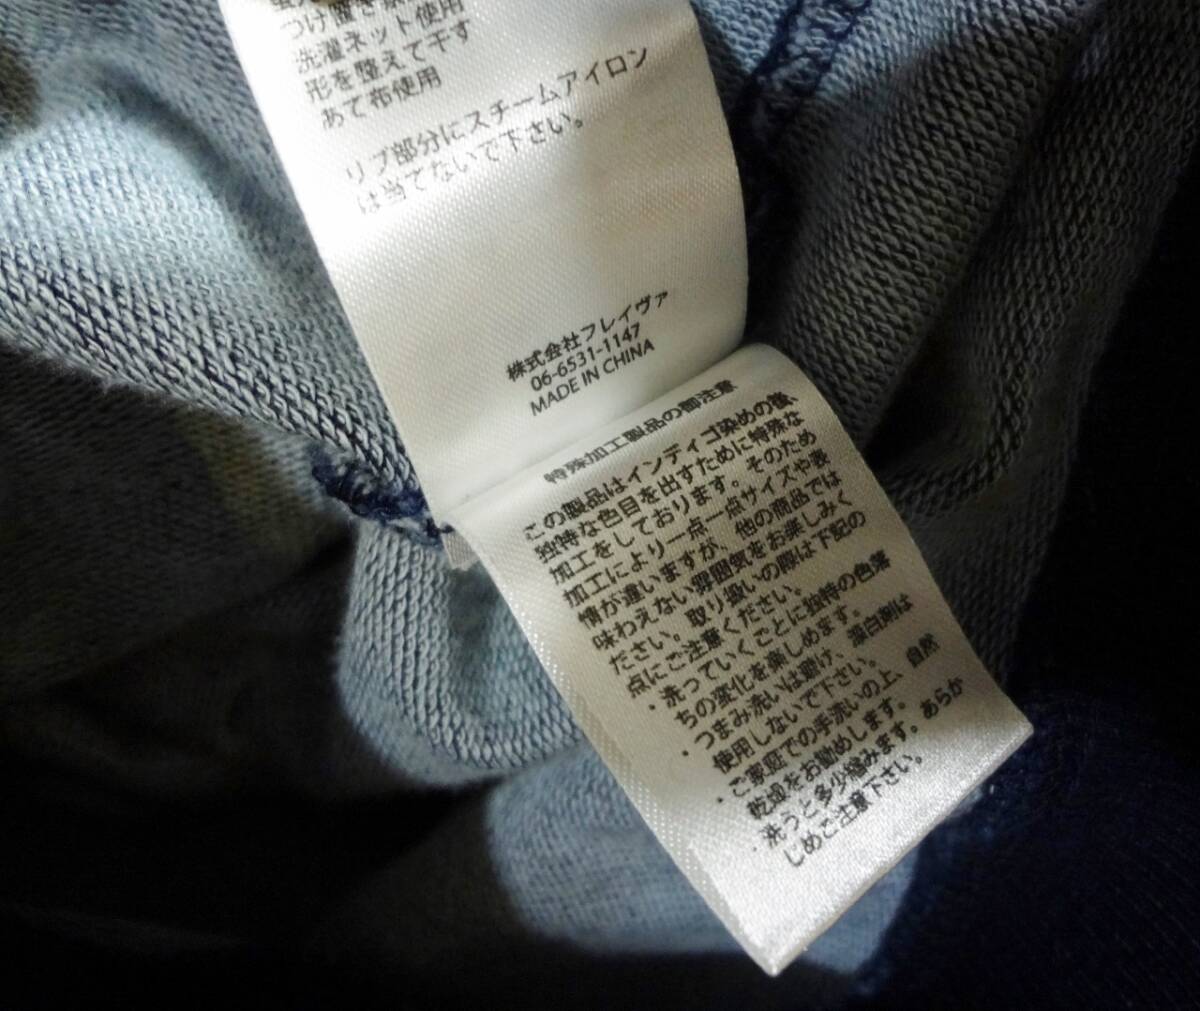 つけ置き
洗濯ネット使用
形を整えて干す
あて布使用
リブ部分にスチームアイロン
は当てないで下さい。
株式会社フレイヴァ
06-6531-1147
MADE IN CHINA
特殊加工製品の御注意
この製品はインディゴ染めの後、
独特な色目を出すために特殊な
加工をしております。そのため
加工により一点一点サイズや表
情が違いますが、他の商品では
味わえない雰囲気をお楽しみく
ださい。取り扱いの際は下記の
点にご注意ください。
・洗っていくごとに独特の色落
ちの変化を楽しめます。
・つまみ洗いは避け、蛍白剤は
使用しないで下さい。
・ご家庭での手洗いの上、自然
乾燥をお勧めします。
・洗うと多少縮みます。あらか
じめご注意下さい。